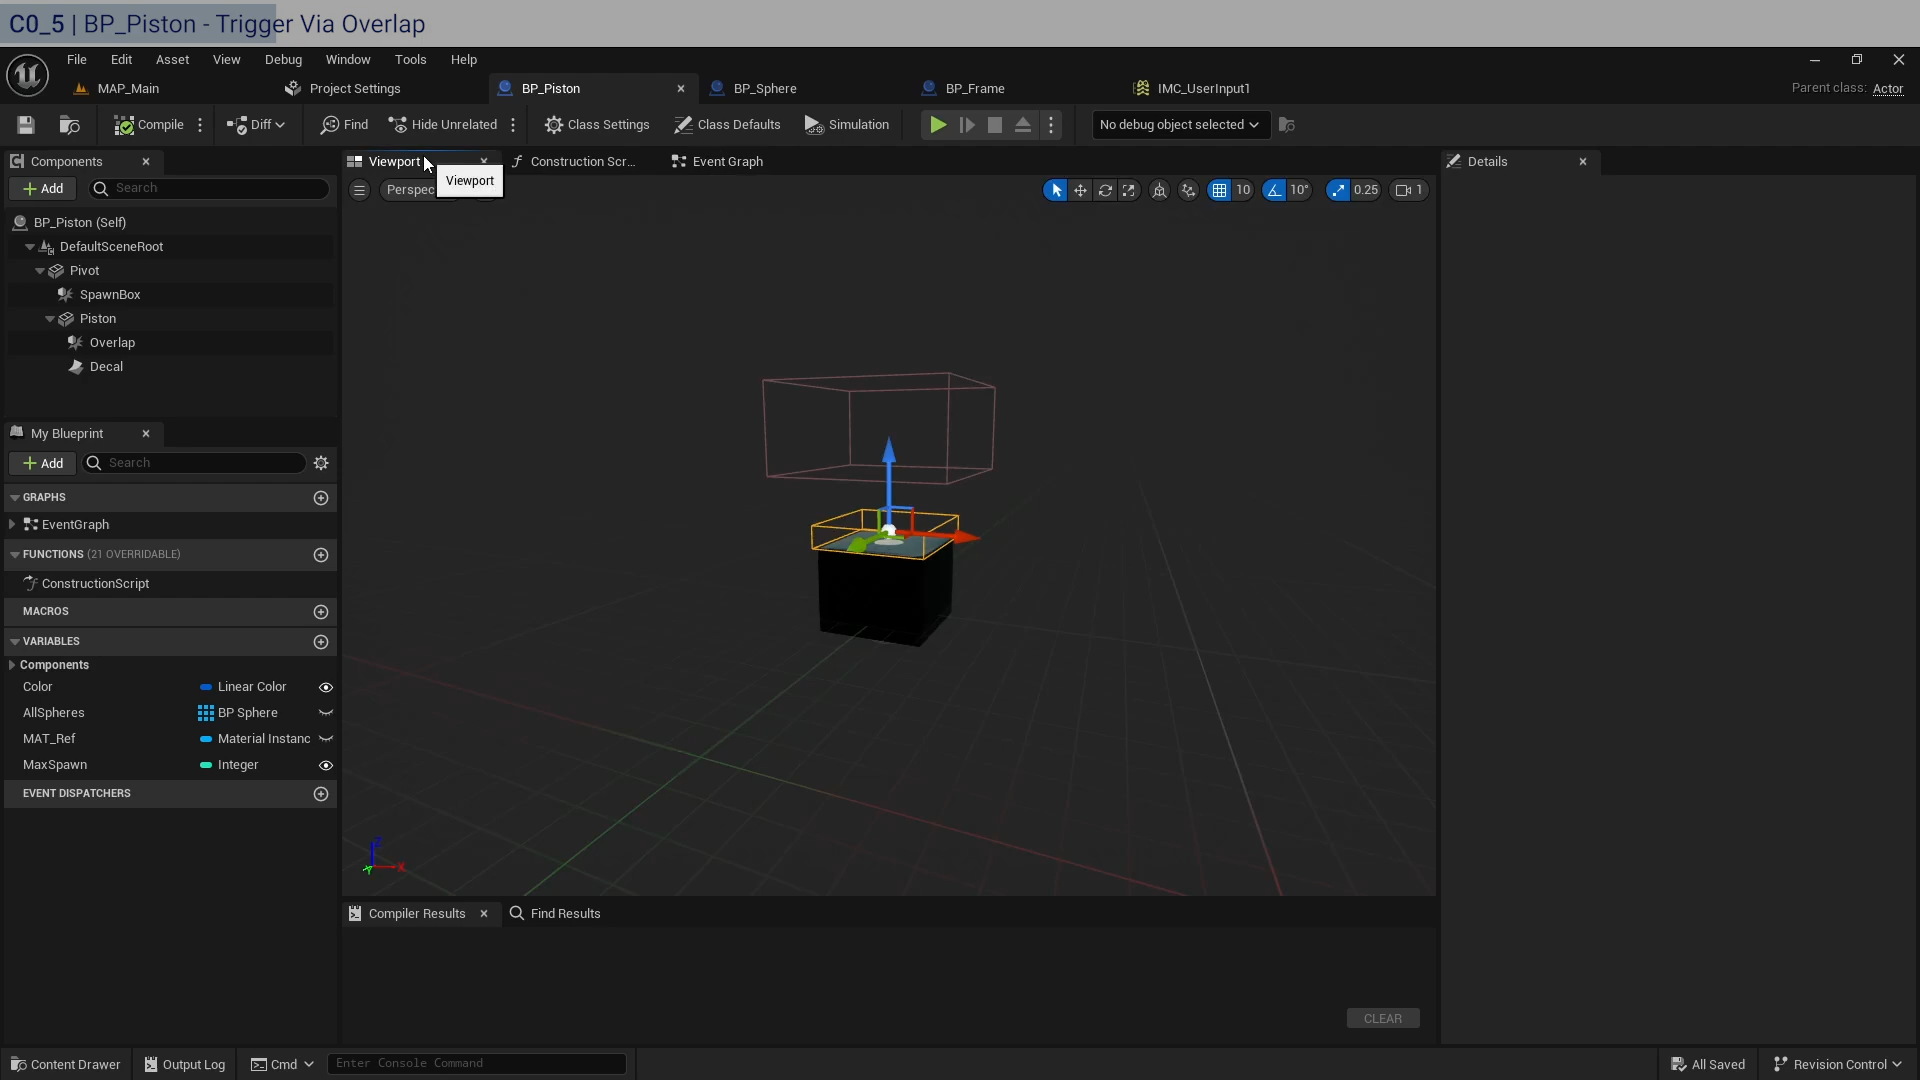 C0_5 | BP_Piston - Trigger Via Overlap
File Edit Asset View Debug Window Tools Help
MAP_Main Project Settings BP_Piston BP_Sphere BP_Frame IMC_UserInput1 Parent class: Actor
Compile Diff Find Hide Unrelated Class Settings Class Defaults Simulation No debug object selected
Components Viewport Construction Scr... Event Graph Details
Add Search Perspec Viewport 10 10° 0.25 1
BP_Piston (Self)
DefaultSceneRoot
Pivot
SpawnBox
Piston
Overlap
Decal
My Blueprint
Add Search
GRAPHS
EventGraph
FUNCTIONS (21 OVERRIDABLE)
ConstructionScript
MACROS
VARIABLES
Components
Color Linear Color
AllSpheres BP Sphere
MAT_Ref Material Instanc
MaxSpawn Integer
EVENT DISPATCHERS
Z
X
Y
Compiler Results Find Results
CLEAR
Content Drawer Output Log Cmd Enter Console Command All Saved Revision Control